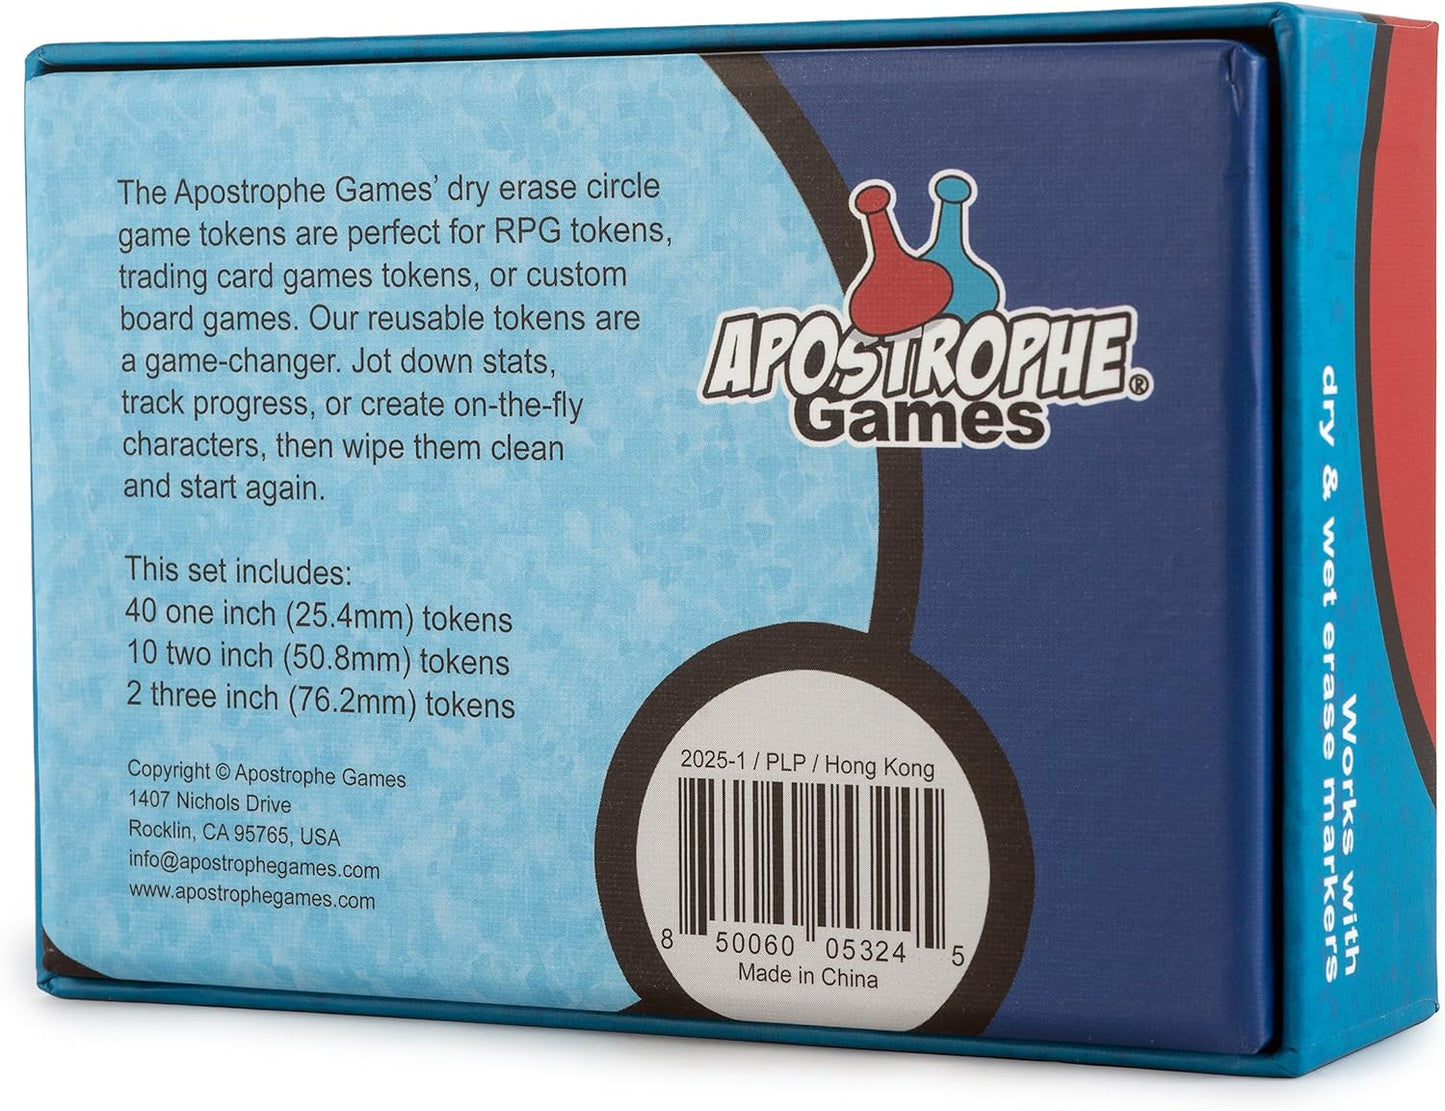 The Apostrophe Games’ dry erase circle
game tokens are perfect for RPG tokens,
trading card games tokens, or custom
board games. Our reusable tokens are
a game-changer. Jot down stats,
track progress, or create on-the-fly
characters, then wipe them clean
and start again.
This set includes:
40 one inch (25.4mm) tokens
10 two inch (50.8mm) tokens
2 three inch (76.2mm) tokens
Copyright © Apostrophe Games
1407 Nichols Drive
Rocklin, CA 95765, USA
info@apostrophegames.com
www.apostrophegames.com
APOSTROPHE®
Games
2025-1 / PLP / Hong Kong
8 50060 05324 5
Made in China
Works with
dry & wet erase markers